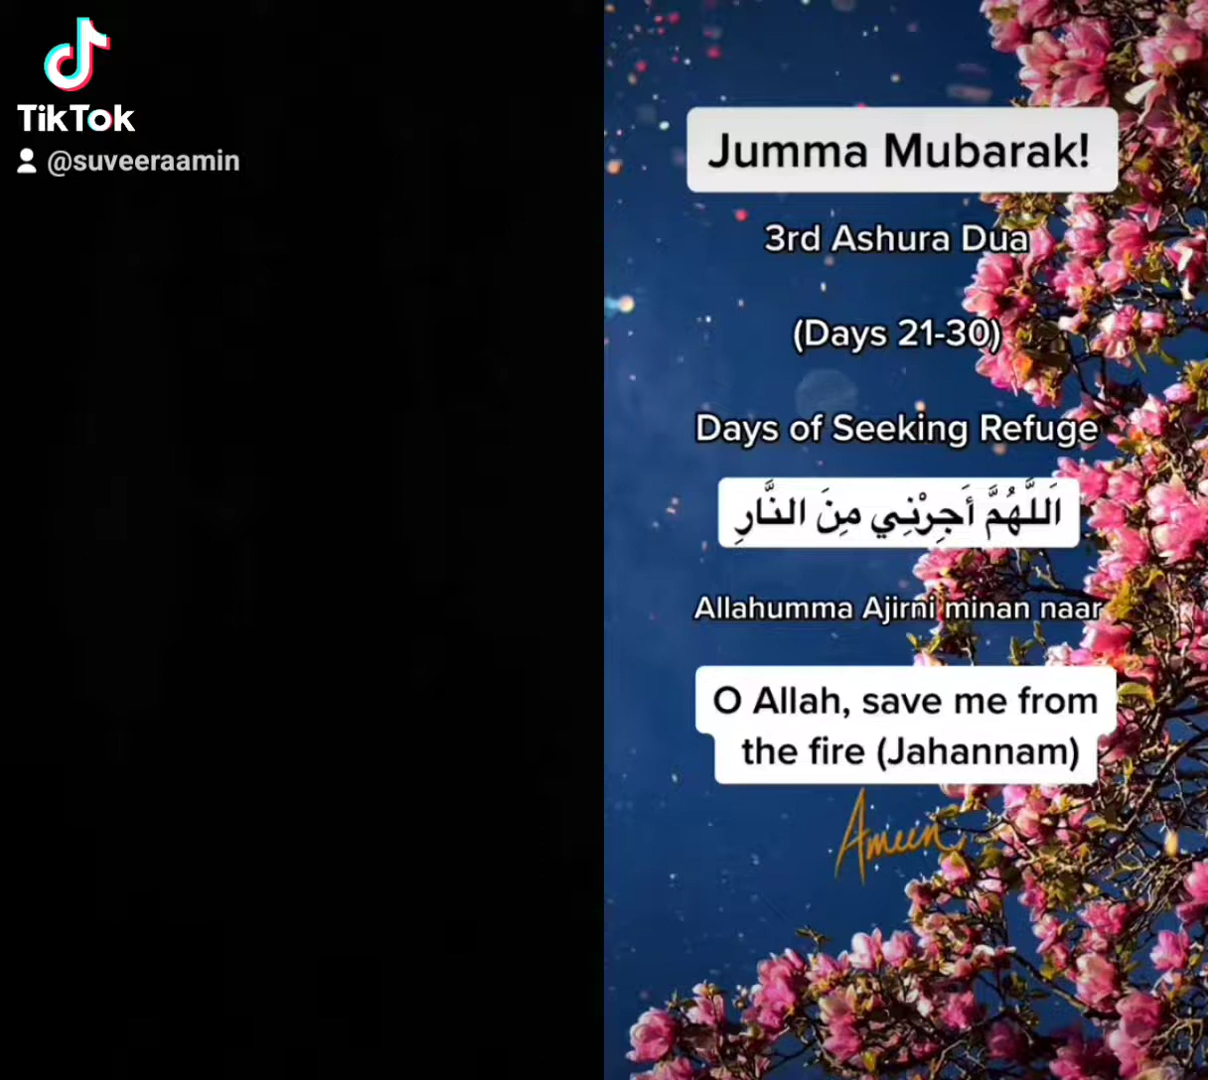 TikTok
@suveeraamin
Jumma Mubarak!
3rd Ashura Dua
(Days 21-30)
Days of Seeking Refuge
اَللَّهُمَّ أَجِرْنِي مِنَ النَّارِ
Allahumma Ajirni minan naar
O Allah, save me from
the fire (Jahannam)
Ameen